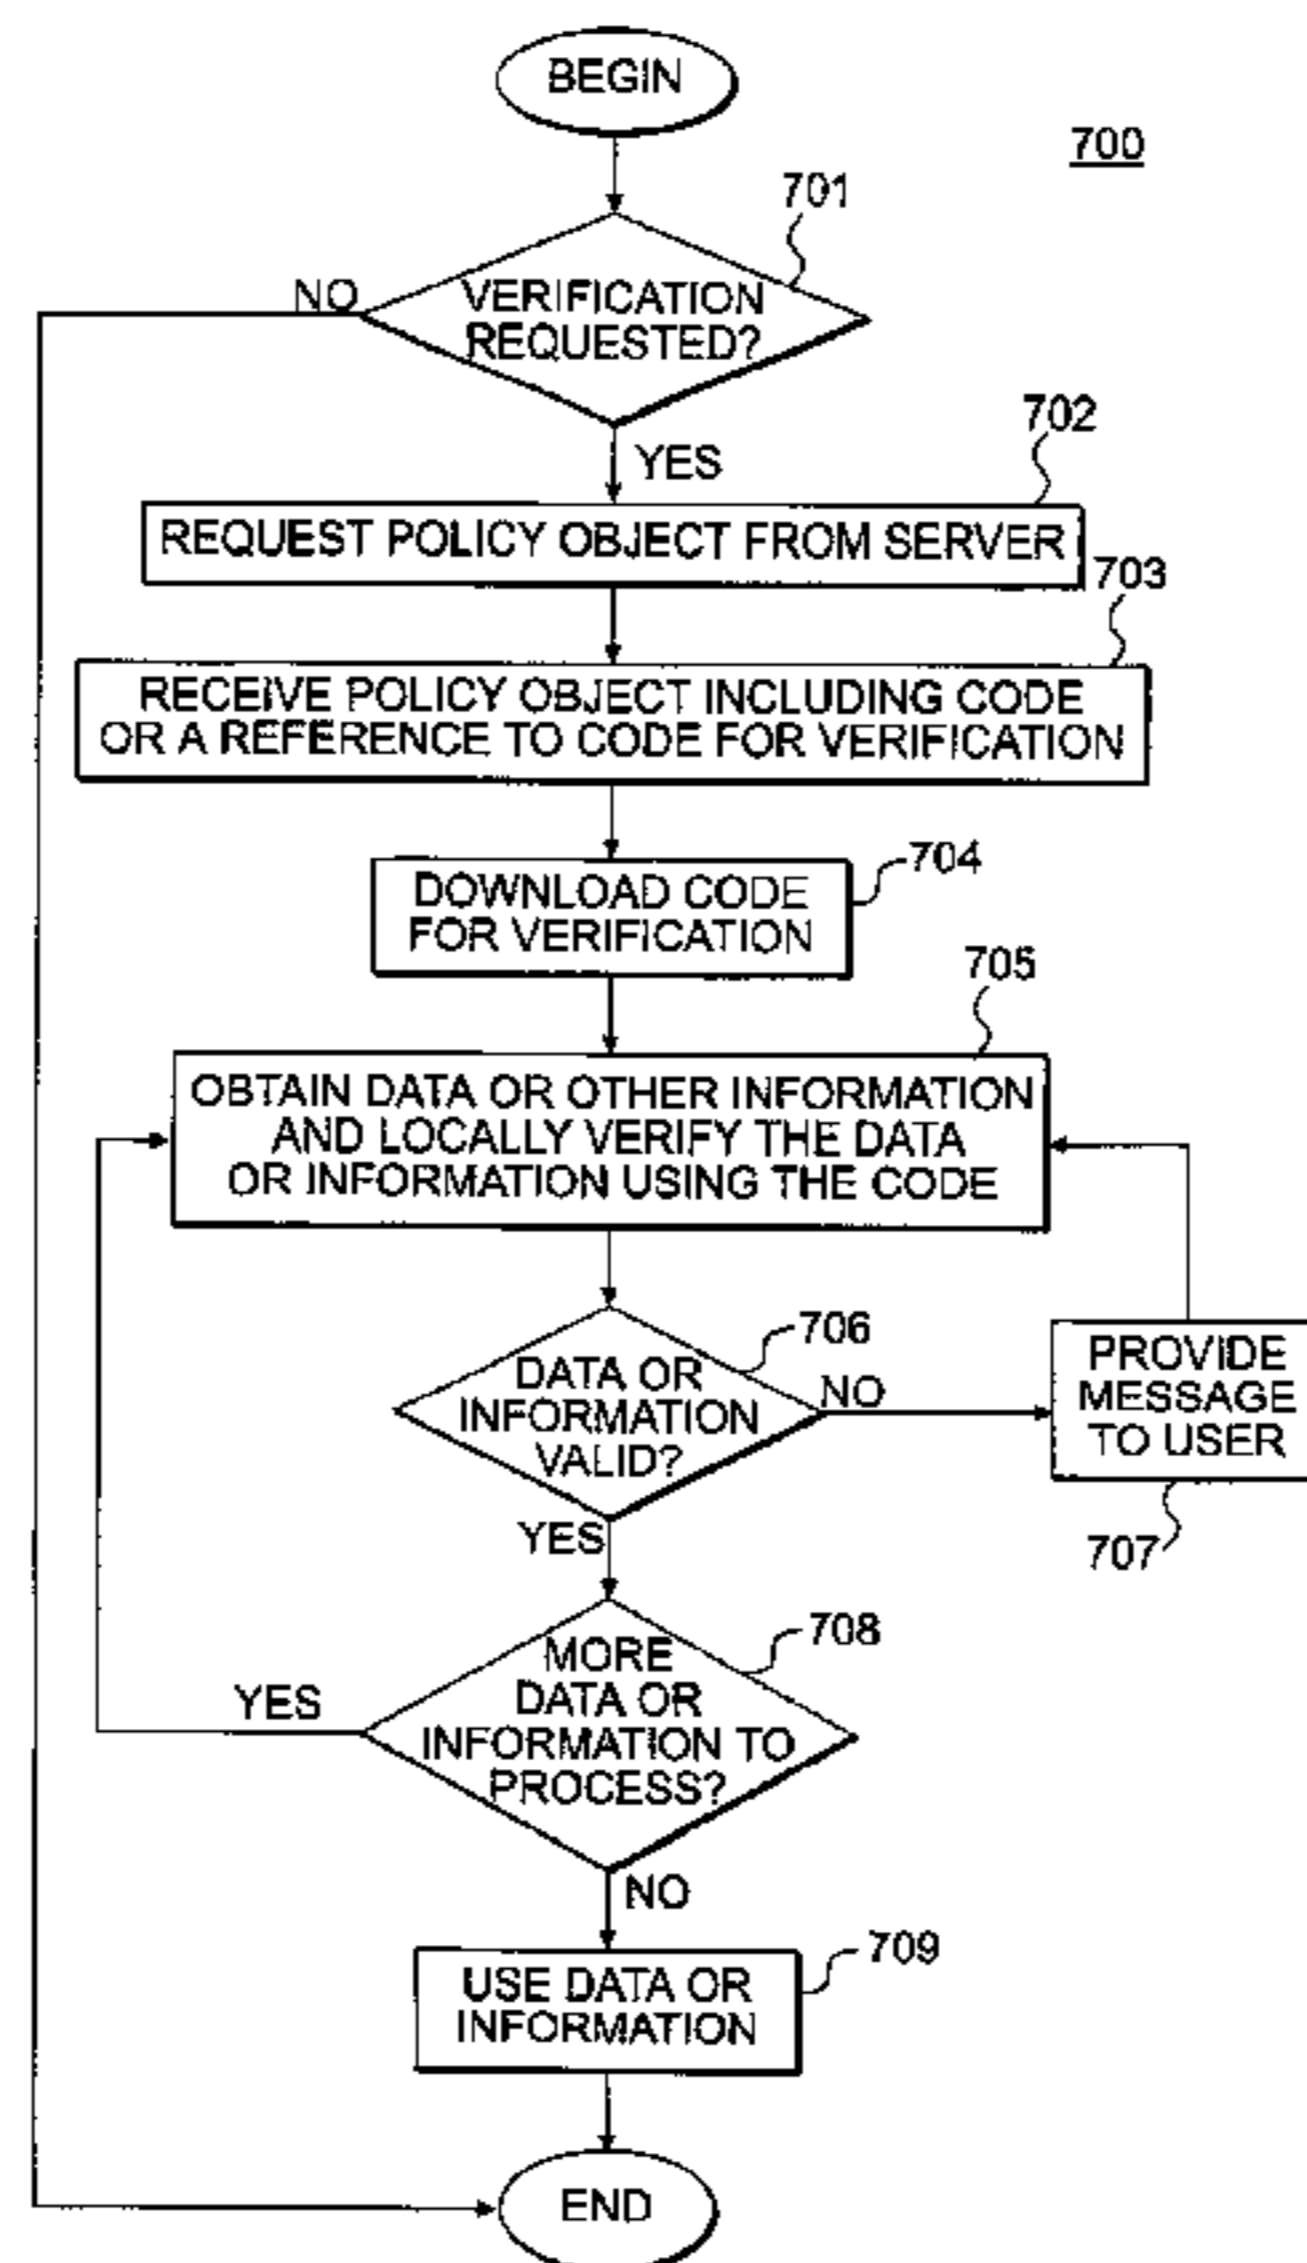 BEGIN
700
701
NO
VERIFICATION
REQUESTED?
702
YES
REQUEST POLICY OBJECT FROM SERVER
703
RECEIVE POLICY OBJECT INCLUDING CODE
OR A REFERENCE TO CODE FOR VERIFICATION
704
DOWNLOAD CODE
FOR VERIFICATION
705
OBTAIN DATA OR OTHER INFORMATION
AND LOCALLY VERIFY THE DATA
OR INFORMATION USING THE CODE
706
DATA OR
INFORMATION
VALID?
NO
PROVIDE
MESSAGE
TO USER
707
YES
708
MORE
DATA OR
INFORMATION TO
PROCESS?
YES
NO
709
USE DATA OR
INFORMATION
END